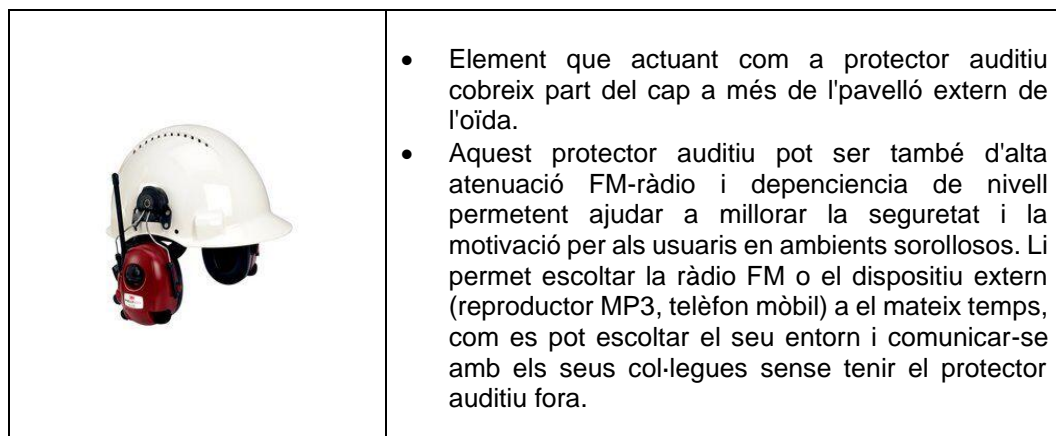 • Element que actuant com a protector auditiu
cobreix part del cap a més de l'pavelló extern de
l'oïda.
• Aquest protector auditiu pot ser també d'alta
atenuació FM-ràdio i depenciencia de nivell
permetent ajudar a millorar la seguretat i la
motivació per als usuaris en ambients sorollosos. Li
permet escoltar la ràdio FM o el dispositiu extern
(reproductor MP3, telèfon mòbil) a el mateix temps,
com es pot escoltar el seu entorn i comunicar-se
amb els seus col·legues sense tenir el protector
auditiu fora.